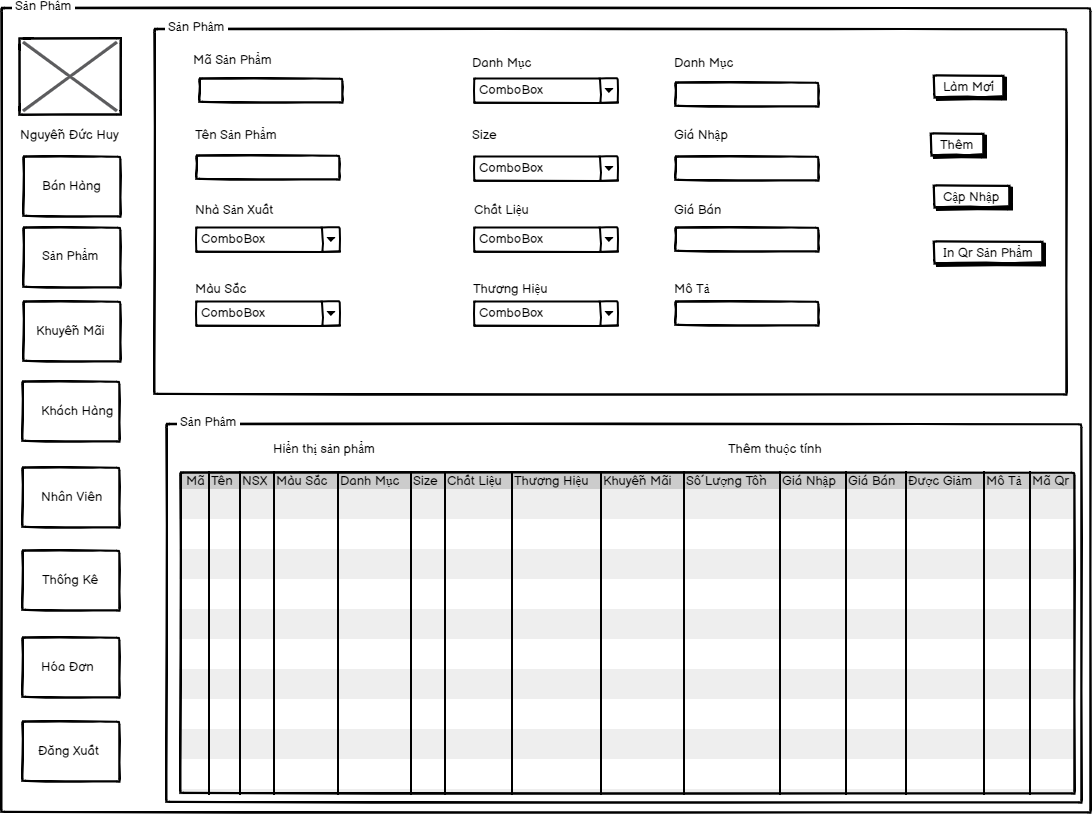 Sản Phẩm
Nguyễn Đức Huy
Bán Hàng
Sản Phẩm
Khuyến Mãi
Khách Hàng
Nhân Viên
Thống Kê
Hóa Đơn
Đăng Xuất
Sản Phẩm
Mã Sản Phẩm
Danh Mục
Danh Mục
ComboBox
Làm Mới
Tên Sản Phẩm
Size
Giá Nhập
Thêm
ComboBox
Nhà Sản Xuất
Chất Liệu
Giá Bán
Cập Nhập
ComboBox
ComboBox
In Qr Sản Phẩm
Màu Sắc
Thương Hiệu
Mô Tả
ComboBox
ComboBox
Sản Phẩm
Hiển thị sản phẩm
Thêm thuộc tính
Mã Tên NSX Màu Sắc Danh Mục Size Chất Liệu Thương Hiệu Khuyến Mãi Số Lượng Tồn Giá Nhập Giá Bán Được Giảm Mô Tả Mã Qr